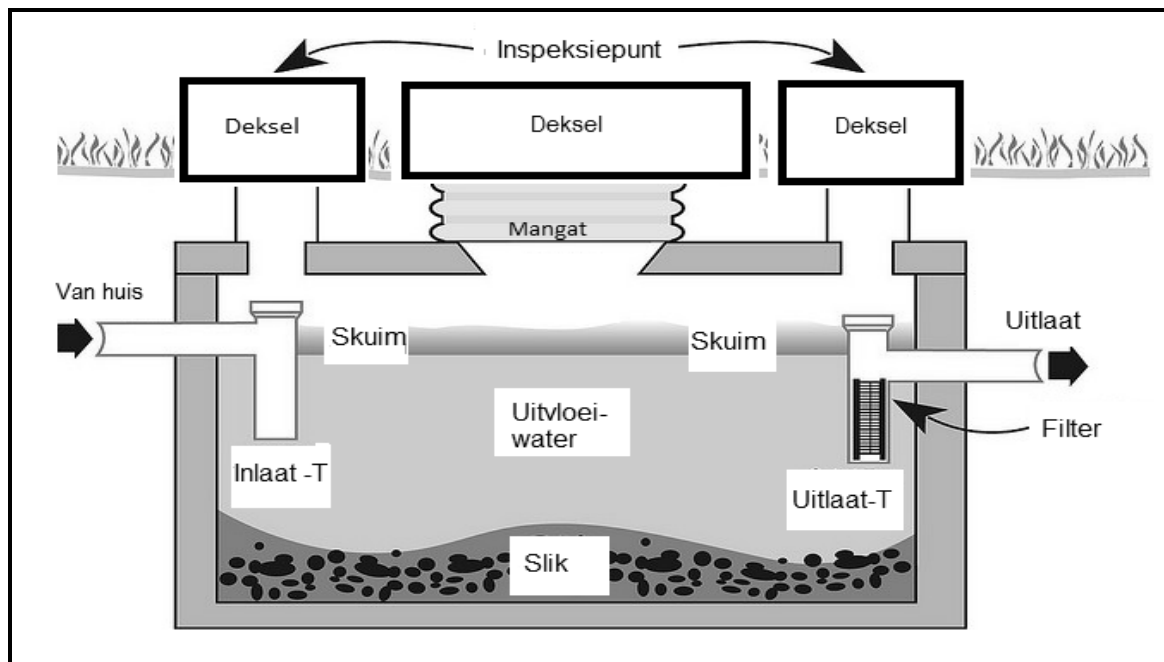 Inspeksiepunt
Deksel
Deksel
Deksel
Mangat
Van huis
Skuim
Skuim
Uitlaat
Uitvloei-
water
Filter
Inlaat -T
Uitlaat-T
Slik